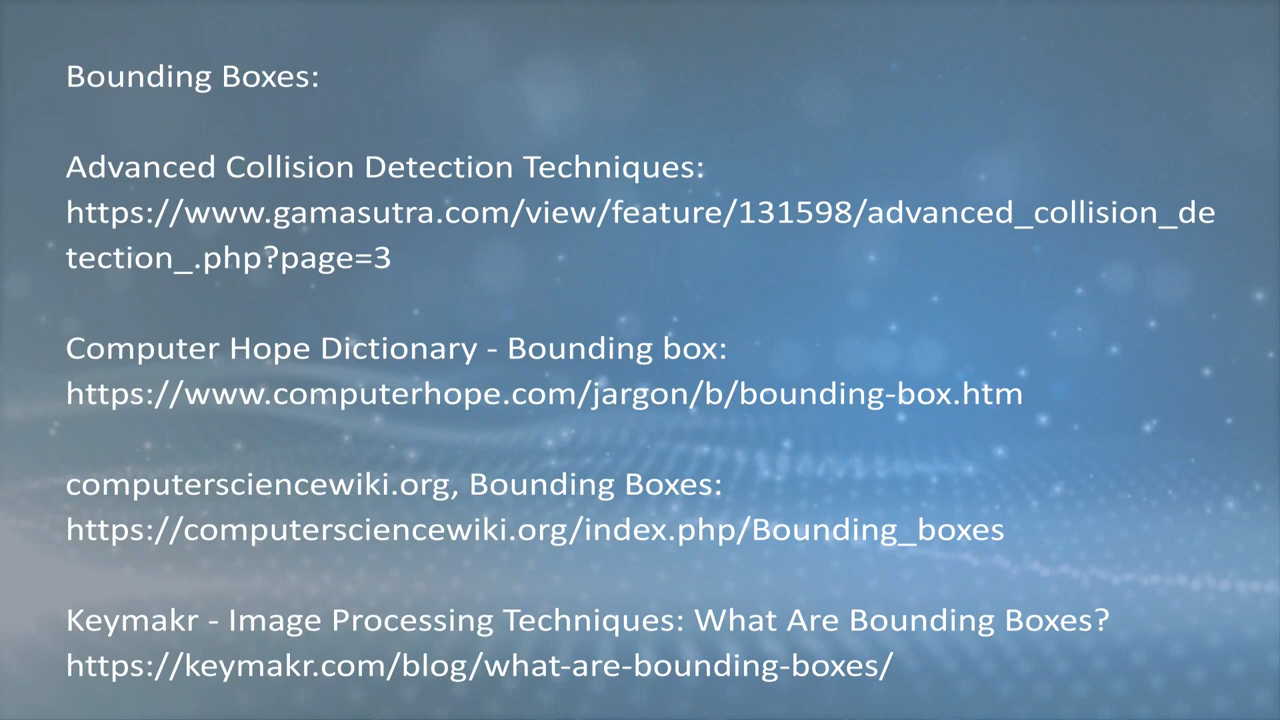 Bounding Boxes:
Advanced Collision Detection Techniques:
https://www.gamasutra.com/view/feature/131598/advanced_collision_de
tection_.php?page=3
Computer Hope Dictionary - Bounding box:
https://www.computerhope.com/jargon/b/bounding-box.htm
computersciencewiki.org, Bounding Boxes:
https://computersciencewiki.org/index.php/Bounding_boxes
Keymakr - Image Processing Techniques: What Are Bounding Boxes?
https://keymakr.com/blog/what-are-bounding-boxes/